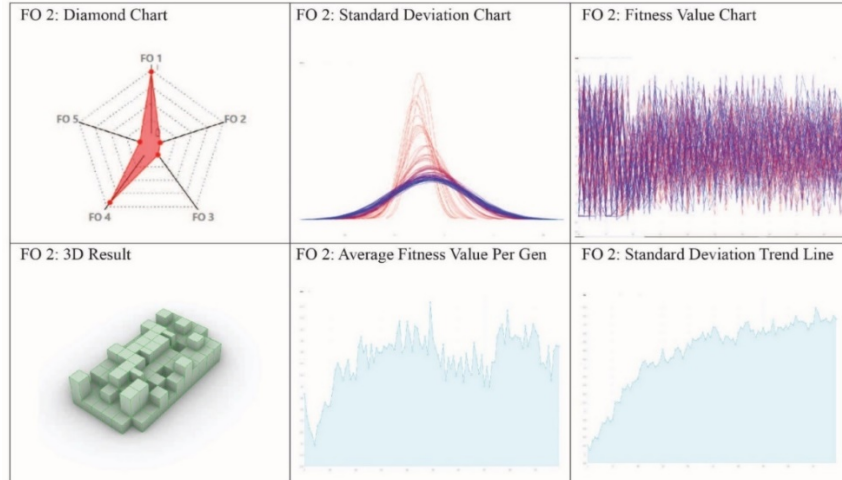 FO 2: Diamond Chart
FO 2: Standard Deviation Chart
FO 2: Fitness Value Chart
FO 1
FO 5
FO 2
FO 4
FO 3
FO 2: 3D Result
FO 2: Average Fitness Value Per Gen
FO 2: Standard Deviation Trend Line